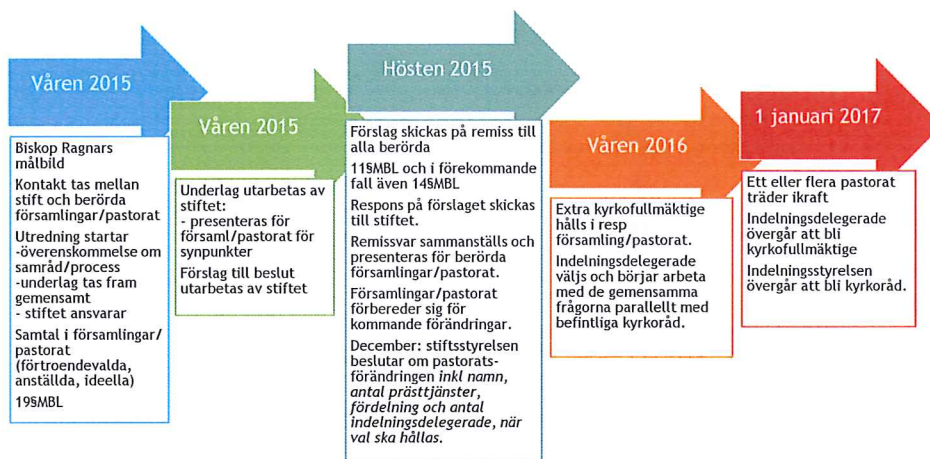 Våren 2015
Biskop Ragnars
målbild
Kontakt tas mellan
stift och berörda
församlingar/pastorat
Utredning startar
-överenskommelse om
samråd/process
-underlag tas fram
gemensamt
- stiftet ansvarar
Samtal i församlingar/
pastorat
(förtroendevalda,
anställda, ideella)
19§MBL
Våren 2015
Underlag utarbetas av
stiftet:
- presenteras för
församl/pastorat för
synpunkter
Förslag till beslut
utarbetas av stiftet
Hösten 2015
Förslag skickas på remiss till
alla berörda
11§MBL och i förekommande
fall även 14§MBL
Respons på förslaget skickas
till stiftet.
Remissvar sammanställs och
presenteras för berörda
församlingar/pastorat.
Församlingar/pastorat
förbereder sig för
kommande förändringar.
December: stiftsstyrelsen
beslutar om pastorats-
förändringen inkl namn,
antal prästtjänster,
fördelning och antal
indelningsdelegerade, när
val ska hållas.
Våren 2016
Extra kyrkofullmäktige
hålls i resp
församling/pastorat.
Indelningsdelegerade
väljs och börjar arbeta
med de gemensamma
frågorna parallellt med
befintliga kyrkoråd.
1 januari 2017
Ett eller flera pastorat
träder ikraft
Indelningsdelegerade
övergår att bli
kyrkofullmäktige
Indelningsstyrelsen
övergår att bli kyrkoråd.